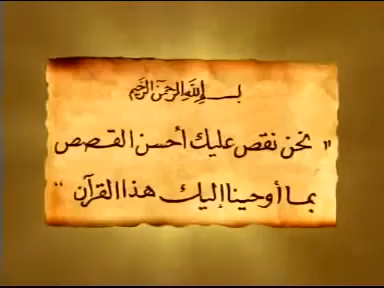 بسم الله الرحمن الرحيم
" نحن نقص عليك أحسن القصص
بما أوحينا إليك هذا القرآن "